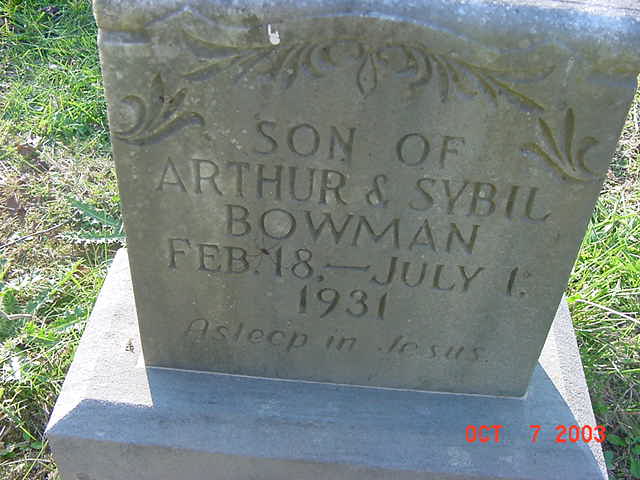 SON OF
ARTHUR & SYBIL
BOWMAN
FEB. 18, — JULY 1.
1931
Asleep in Jesus.
OCT 7 2003